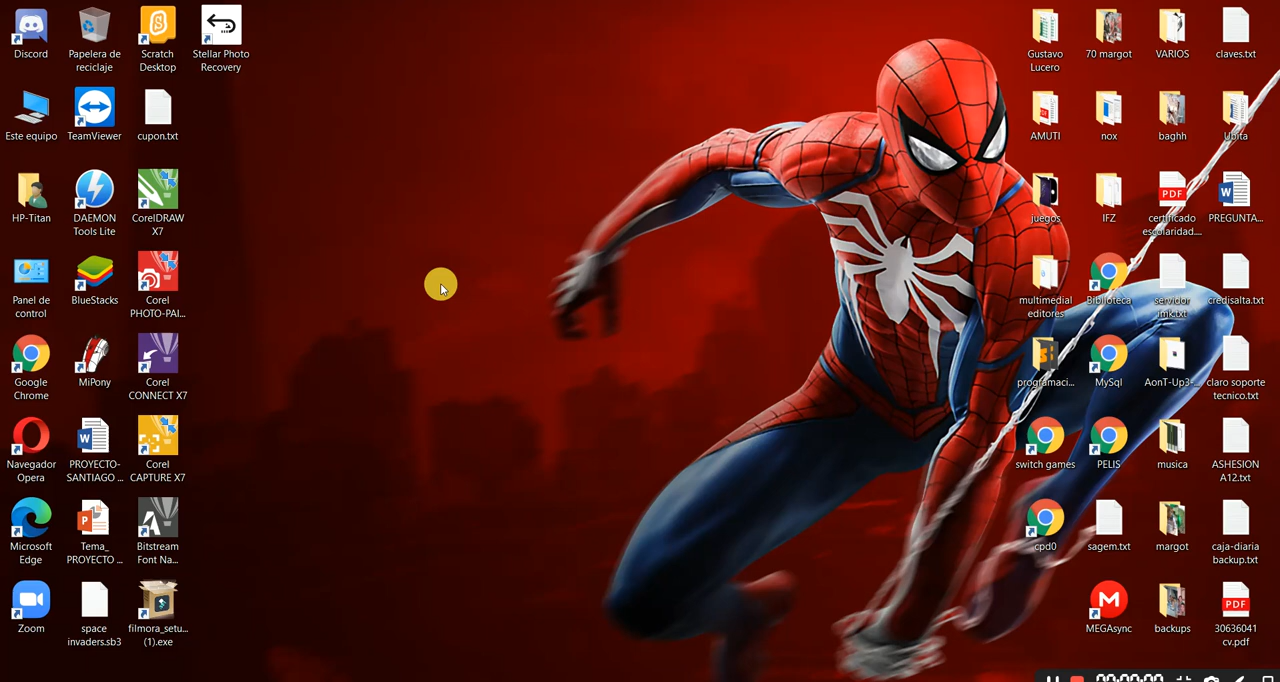 Discord
Papelera de
reciclaje
Scratch
Desktop
Stellar Photo
Recovery
Este equipo
TeamViewer
cupon.txt
HP-Titan
DAEMON
Tools Lite
CorelDRAW
X7
Panel de
control
BlueStacks
Corel
PHOTO-PAI...
Google
Chrome
MiPony
Corel
CONNECT X7
Navegador
Opera
PROYECTO-
SANTIAGO ...
Corel
CAPTURE X7
Microsoft
Edge
Tema_
PROYECTO ...
Bitstream
Font Na...
Zoom
space
invaders.sb3
filmora_setu...
(1).exe
Gustavo
Lucero
70 margot
VARIOS
claves.txt
AMUTI
nox
baghh
Ubita
juegos
IFZ
PDF
certificado
escolaridad....
PREGUNTA...
multimedial
editores
Biblioteca
servidor
mk.txt
credisalta.txt
programaci...
MySql
AonT-Up3-...
claro soporte
tecnico.txt
switch games
PELIS
musica
ASHESION
A12.txt
cpd0
sagem.txt
margot
caja-diaria
backup.txt
MEGAsync
backups
PDF
30636041
cv.pdf